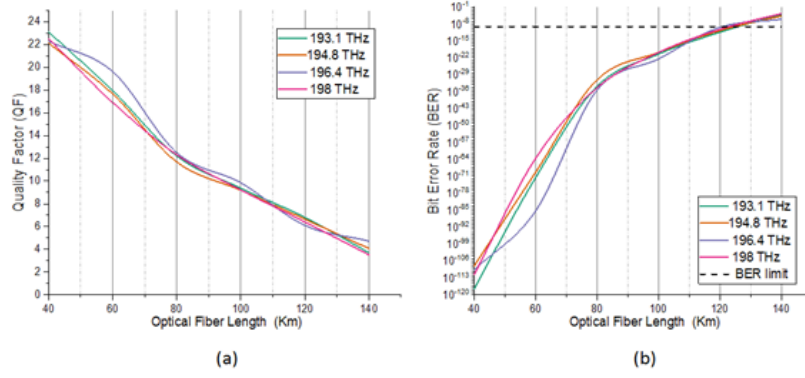 24
22
20
18
16
14
12
10
8
6
4
2
0
Quality Factor (QF)
193.1 THz
194.8 THz
196.4 THz
198 THz
40 60 80 100 120 140
Optical Fiber Length (Km)
(a)
10⁻¹
10⁻⁸
10⁻¹⁵
10⁻²²
10⁻²⁹
10⁻³⁶
10⁻⁴³
10⁻⁵⁰
10⁻⁵⁷
10⁻⁶⁴
10⁻⁷¹
10⁻⁷⁸
10⁻⁸⁵
10⁻⁹²
10⁻⁹⁹
10⁻¹⁰⁶
10⁻¹¹³
10⁻¹²⁰
Bit Error Rate (BER)
193.1 THz
194.8THz
196.4 THz
198 THz
BER limit
40 60 80 100 120 140
Optical Fiber Length (Km)
(b)